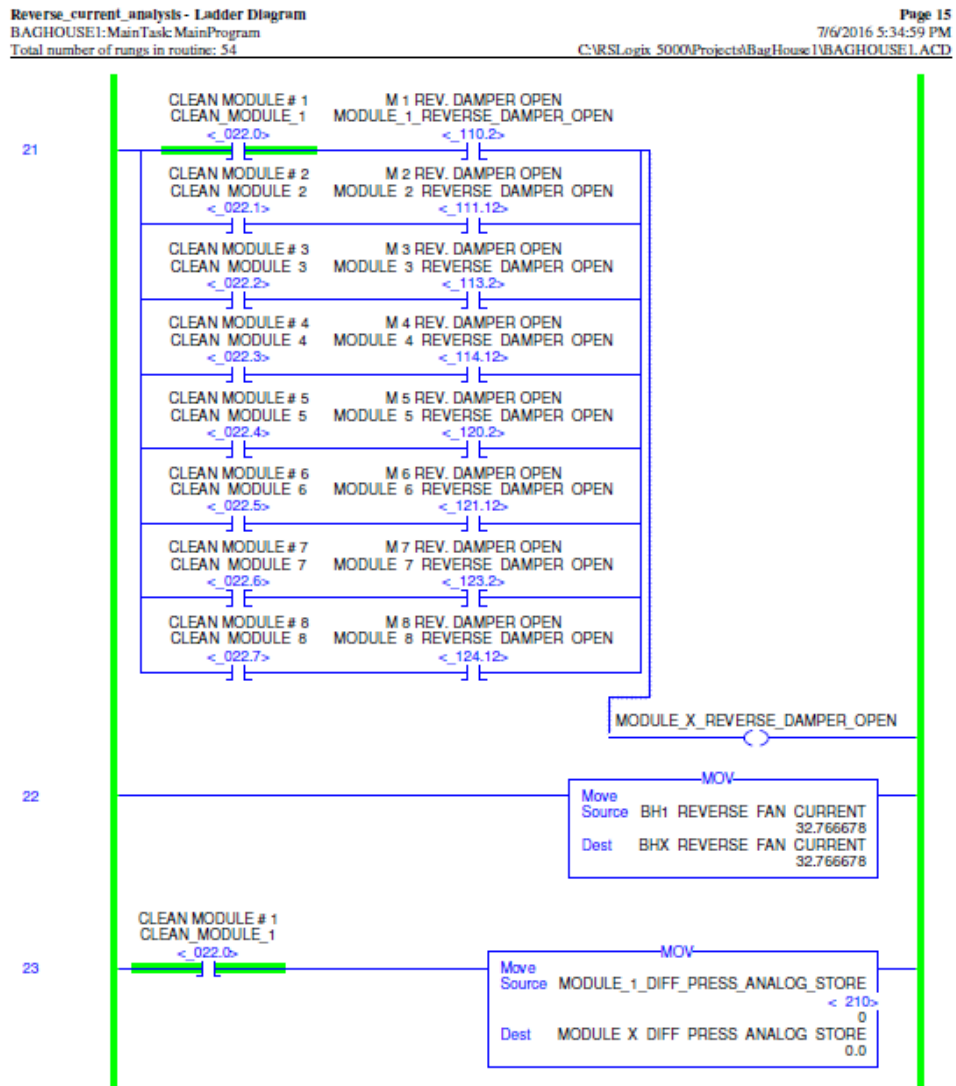 Reverse_current_analysis - Ladder Diagram Page 15
BAGHOUSE1:MainTask:MainProgram 7/6/2016 5:34:59 PM
Total number of rungs in routine: 54 C:\RSLogix 5000\Projects\BagHouse1\BAGHOUSE1.ACD
CLEAN MODULE # 1 M 1 REV. DAMPER OPEN
CLEAN_MODULE_1 MODULE_1_REVERSE_DAMPER_OPEN
<_022.0> <_110.2>
21
CLEAN MODULE # 2 M 2 REV. DAMPER OPEN
CLEAN MODULE 2 MODULE 2 REVERSE DAMPER OPEN
<_022.1> <_111.12>
CLEAN MODULE # 3 M 3 REV. DAMPER OPEN
CLEAN MODULE 3 MODULE 3 REVERSE DAMPER OPEN
<_022.2> <_113.2>
CLEAN MODULE # 4 M 4 REV. DAMPER OPEN
CLEAN MODULE 4 MODULE 4 REVERSE DAMPER OPEN
<_022.3> <_114.12>
CLEAN MODULE # 5 M 5 REV. DAMPER OPEN
CLEAN MODULE 5 MODULE 5 REVERSE DAMPER OPEN
<_022.4> <_120.2>
CLEAN MODULE # 6 M 6 REV. DAMPER OPEN
CLEAN MODULE 6 MODULE 6 REVERSE DAMPER OPEN
<_022.5> <_121.12>
CLEAN MODULE # 7 M 7 REV. DAMPER OPEN
CLEAN MODULE 7 MODULE 7 REVERSE DAMPER OPEN
<_022.6> <_123.2>
CLEAN MODULE # 8 M 8 REV. DAMPER OPEN
CLEAN MODULE 8 MODULE 8 REVERSE DAMPER OPEN
<_022.7> <_124.12>
MODULE_X_REVERSE_DAMPER_OPEN
MOV
22 Move
Source BH1 REVERSE FAN CURRENT
32.766678
Dest BHX REVERSE FAN CURRENT
32.766678
CLEAN MODULE # 1
CLEAN_MODULE_1
<_022.0> MOV
23 Move
Source MODULE_1_DIFF_PRESS_ANALOG_STORE
< 210>
0
Dest MODULE X DIFF PRESS ANALOG STORE
0.0